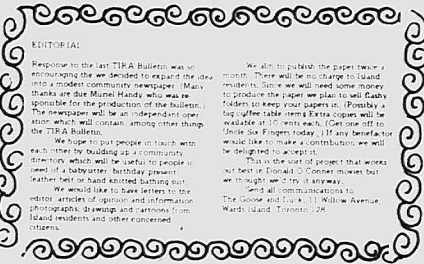 EDITORIAL
Response to the last TIRA Bulletin was so
encouraging the we decided to expand the idea
into a modest community newspaper. (Many
thanks are due Muriel Handy who was re-
sponsible for the production of the bulletin.)
The newspaper will be an independent oper-
ation which will contain, among other things
the TIRA Bulletin.
We hope to put people in touch with
each other by building up a community
directory which will be useful to people in
need of a babysitter, birthday present
leather belt or hand knitted bathing suit.
We would like to have letters to the
editor, articles of opinion and information
photographs, drawings and cartoons from
Island residents and other concerned
citizens.
We aim to publish the paper twice a
month. There will be no charge to Island
residents. Since we will need some money
to produce the paper we plan to sell flashy
folders to keep your papers in. (Possibly a
big coffee table item.) Extra copies will be
available at 10 cents each. (Get one off to
Uncle Six Fingers today.) If any benefactor
would like to make a contribution we will
be delighted to accept it.
This is the sort of project that works
out best in Donald O'Connor movies but
we thought we'd try it anyway.
Send all communications to
The Goose and Duck, 11 Willow Avenue,
Wards Island, Toronto 128